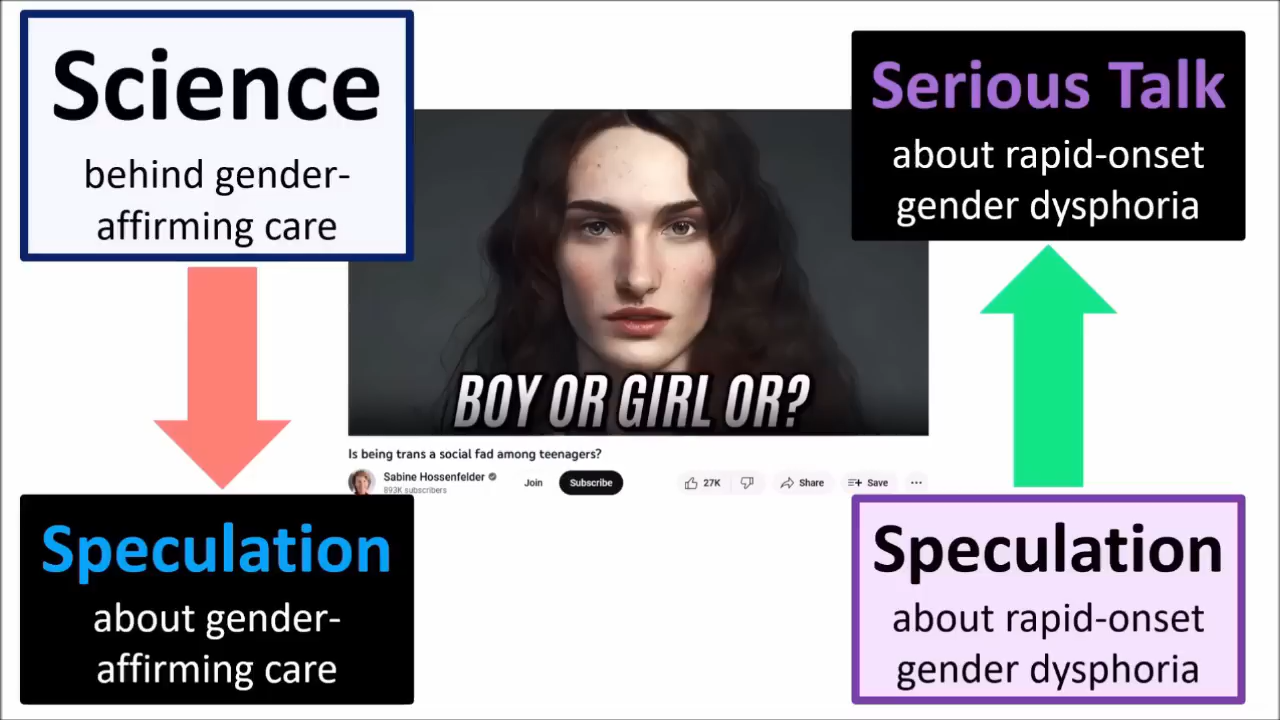 Science
behind gender-
affirming care
Serious Talk
about rapid-onset
gender dysphoria
BOY OR GIRL OR?
Is being trans a social fad among teenagers?
Sabine Hossenfelder
893K subscribers
Join
Subscribe
27K
Share
Save
Speculation
about gender-
affirming care
Speculation
about rapid-onset
gender dysphoria